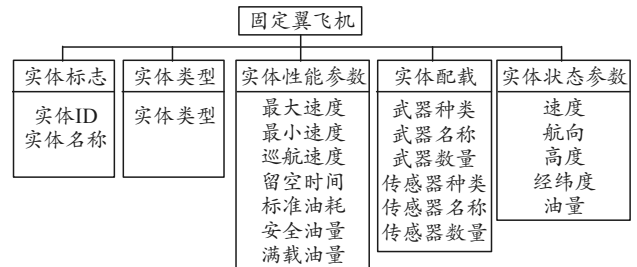 固定翼飞机
实体标志
实体ID
实体名称
实体类型
实体类型
实体性能参数
最大速度
最小速度
巡航速度
留空时间
标准油耗
安全油量
满载油量
实体配载
武器种类
武器名称
武器数量
传感器种类
传感器名称
传感器数量
实体状态参数
速度
航向
高度
经纬度
油量